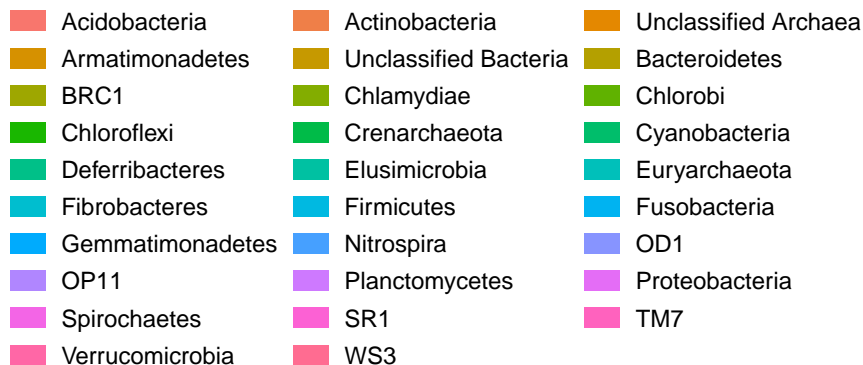 Acidobacteria Actinobacteria Unclassified Archaea
Armatimonadetes Unclassified Bacteria Bacteroidetes
BRC1 Chlamydiae Chlorobi
Chloroflexi Crenarchaeota Cyanobacteria
Deferribacteres Elusimicrobia Euryarchaeota
Fibrobacteres Firmicutes Fusobacteria
Gemmatimonadetes Nitrospira OD1
OP11 Planctomycetes Proteobacteria
Spirochaetes SR1 TM7
Verrucomicrobia WS3